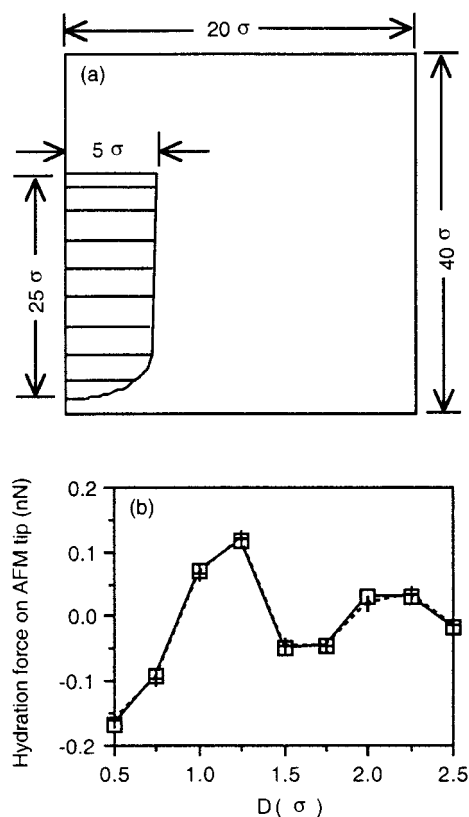 20 σ
(a)
5 σ
25 σ
40 σ
(b)
Hydration force on AFM tip (nN)
0.2
0.1
0.0
-0.1
-0.2
0.5
1.0
1.5
2.0
2.5
D ( σ )